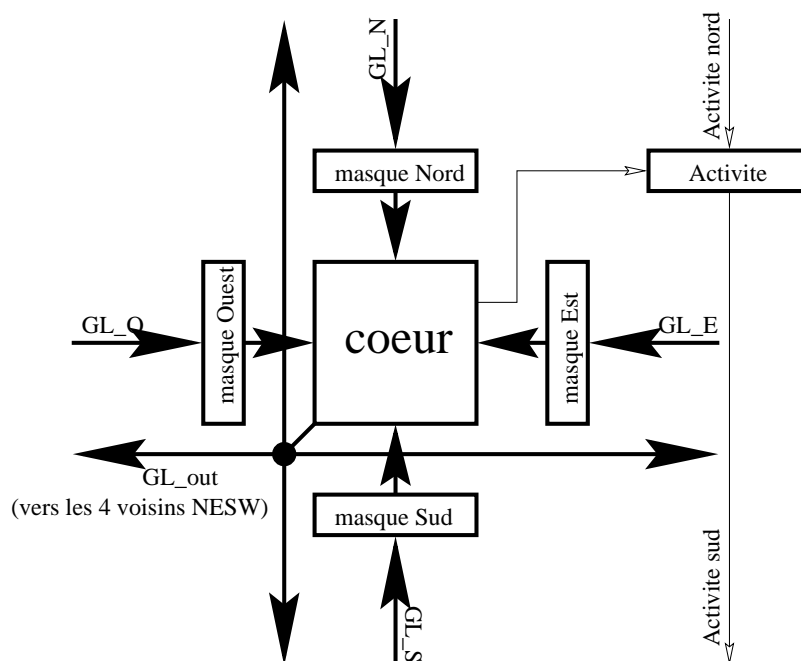 GL_N
Activite nord
masque Nord
Activite
GL_O
masque Ouest
coeur
masque Est
GL_E
GL_out
(vers les 4 voisins NESW)
masque Sud
GL_S
Activite sud